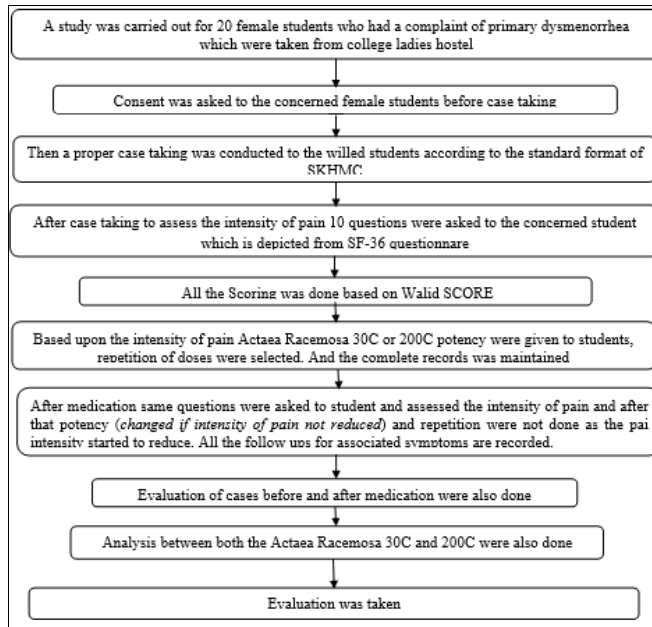 A study was carried out for 20 female students who had a complaint of primary dysmenorrhea
which were taken from college ladies hostel
Consent was asked to the concerned female students before case taking
Then a proper case taking was conducted to the willed students according to the standard format of
SKHMC
After case taking to assess the intensity of pain 10 questions were asked to the concerned student
which is depicted from SF-36 questionnare
All the Scoring was done based on Walid SCORE
Based upon the intensity of pain Actaea Racemosa 30C or 200C potency were given to students,
repetition of doses were selected. And the complete records was maintained
After medication same questions were asked to student and assessed the intensity of pain and after
that potency (changed if intensity of pain not reduced) and repetition were not done as the pai
intensity started to reduce. All the follow ups for associated symptoms are recorded.
Evaluation of cases before and after medication were also done
Analysis between both the Actaea Racemosa 30C and 200C were also done
Evaluation was taken